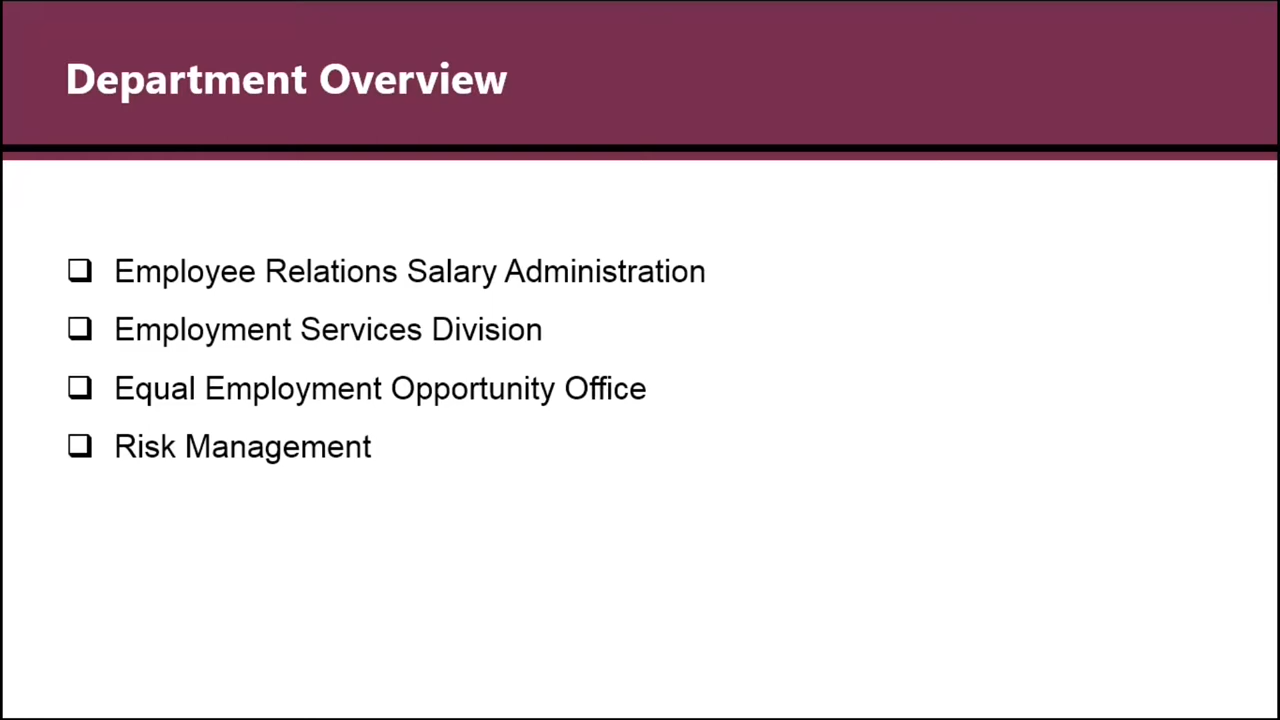 Department Overview
Employee Relations Salary Administration
Employment Services Division
Equal Employment Opportunity Office
Risk Management